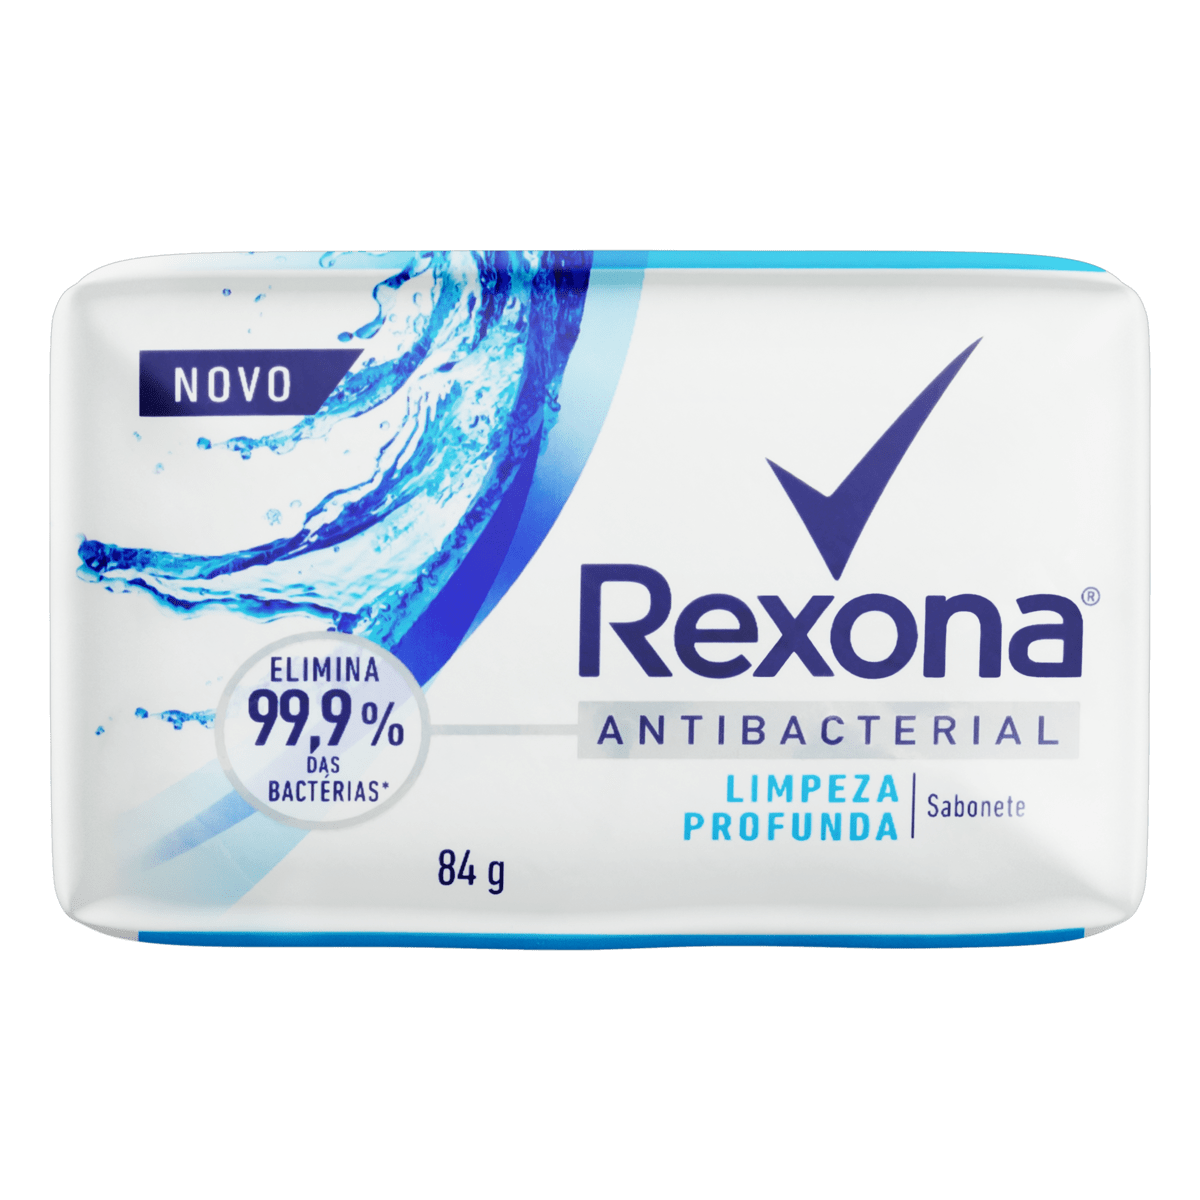 NOVO
Rexona®
ANTIBACTERIAL
LIMPEZA
PROFUNDA
Sabonete
ELIMINA
99,9%
DAS
BACTÉRIAS*
84 g